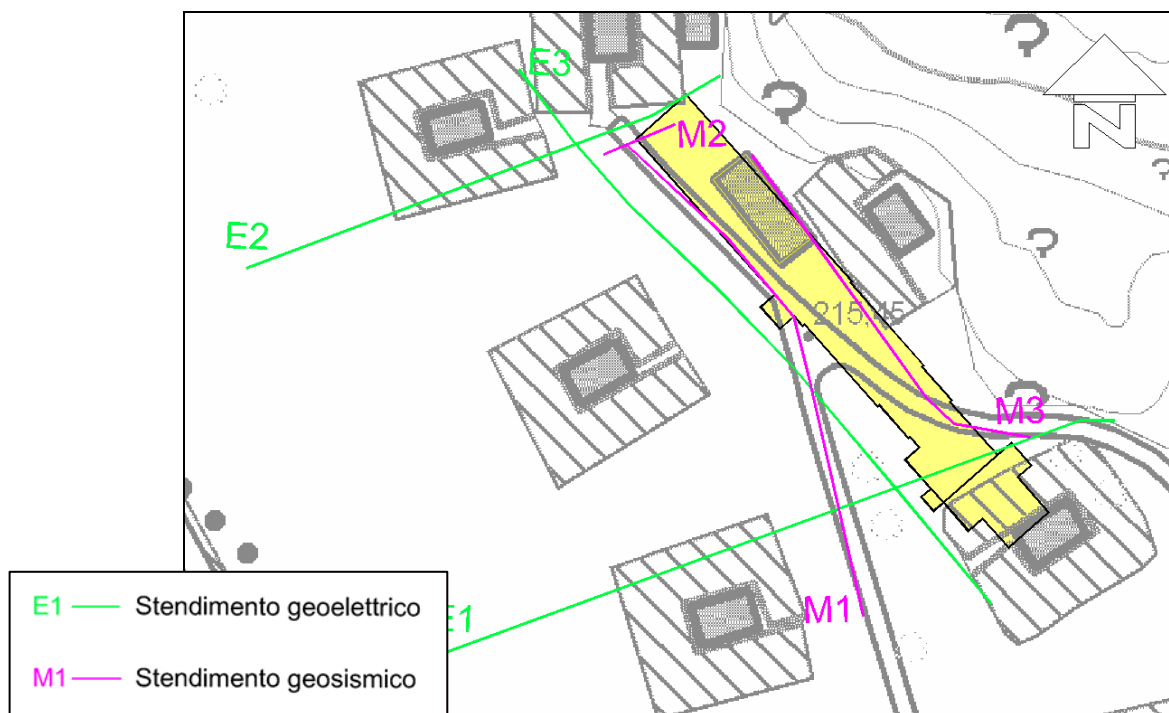 E3
N
M2
E2
215,45
M3
M1
E1
E1 Stendimento geoelettrico
M1 Stendimento geosismico